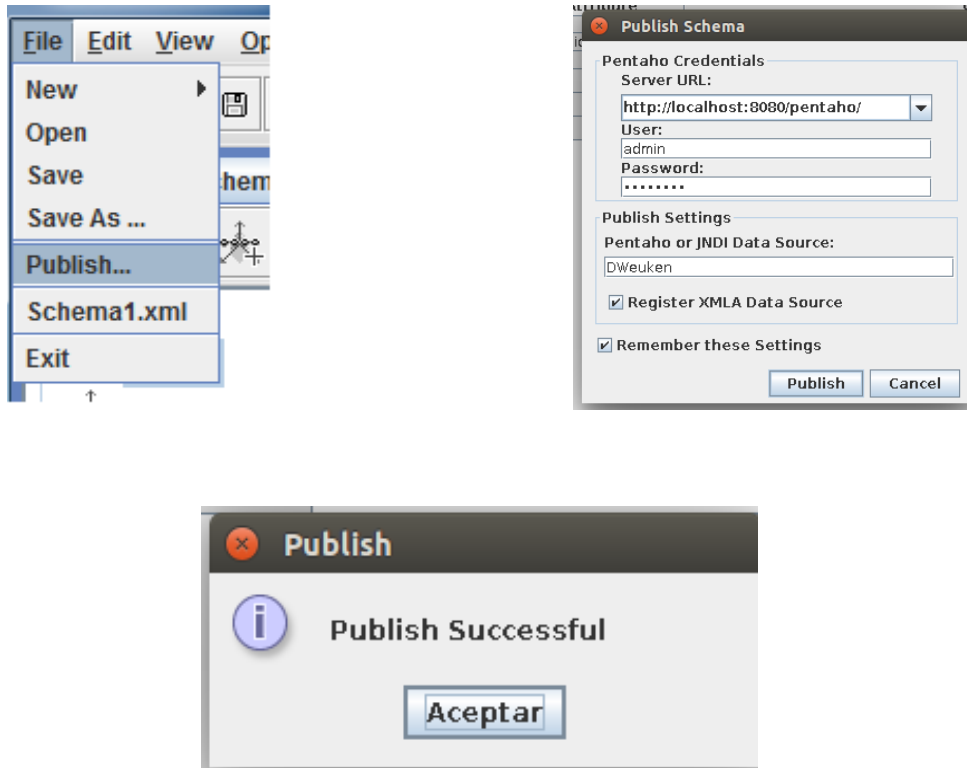 File Edit View Op
New
Open
Save
hem
Save As ...
Publish...
Schema1.xml
Exit
Publish Schema
Pentaho Credentials
Server URL:
http://localhost:8080/pentaho/
User:
admin
Password:
Publish Settings
Pentaho or JNDI Data Source:
DWeuken
Register XMLA Data Source
Remember these Settings
Publish Cancel
Publish
Publish Successful
Aceptar